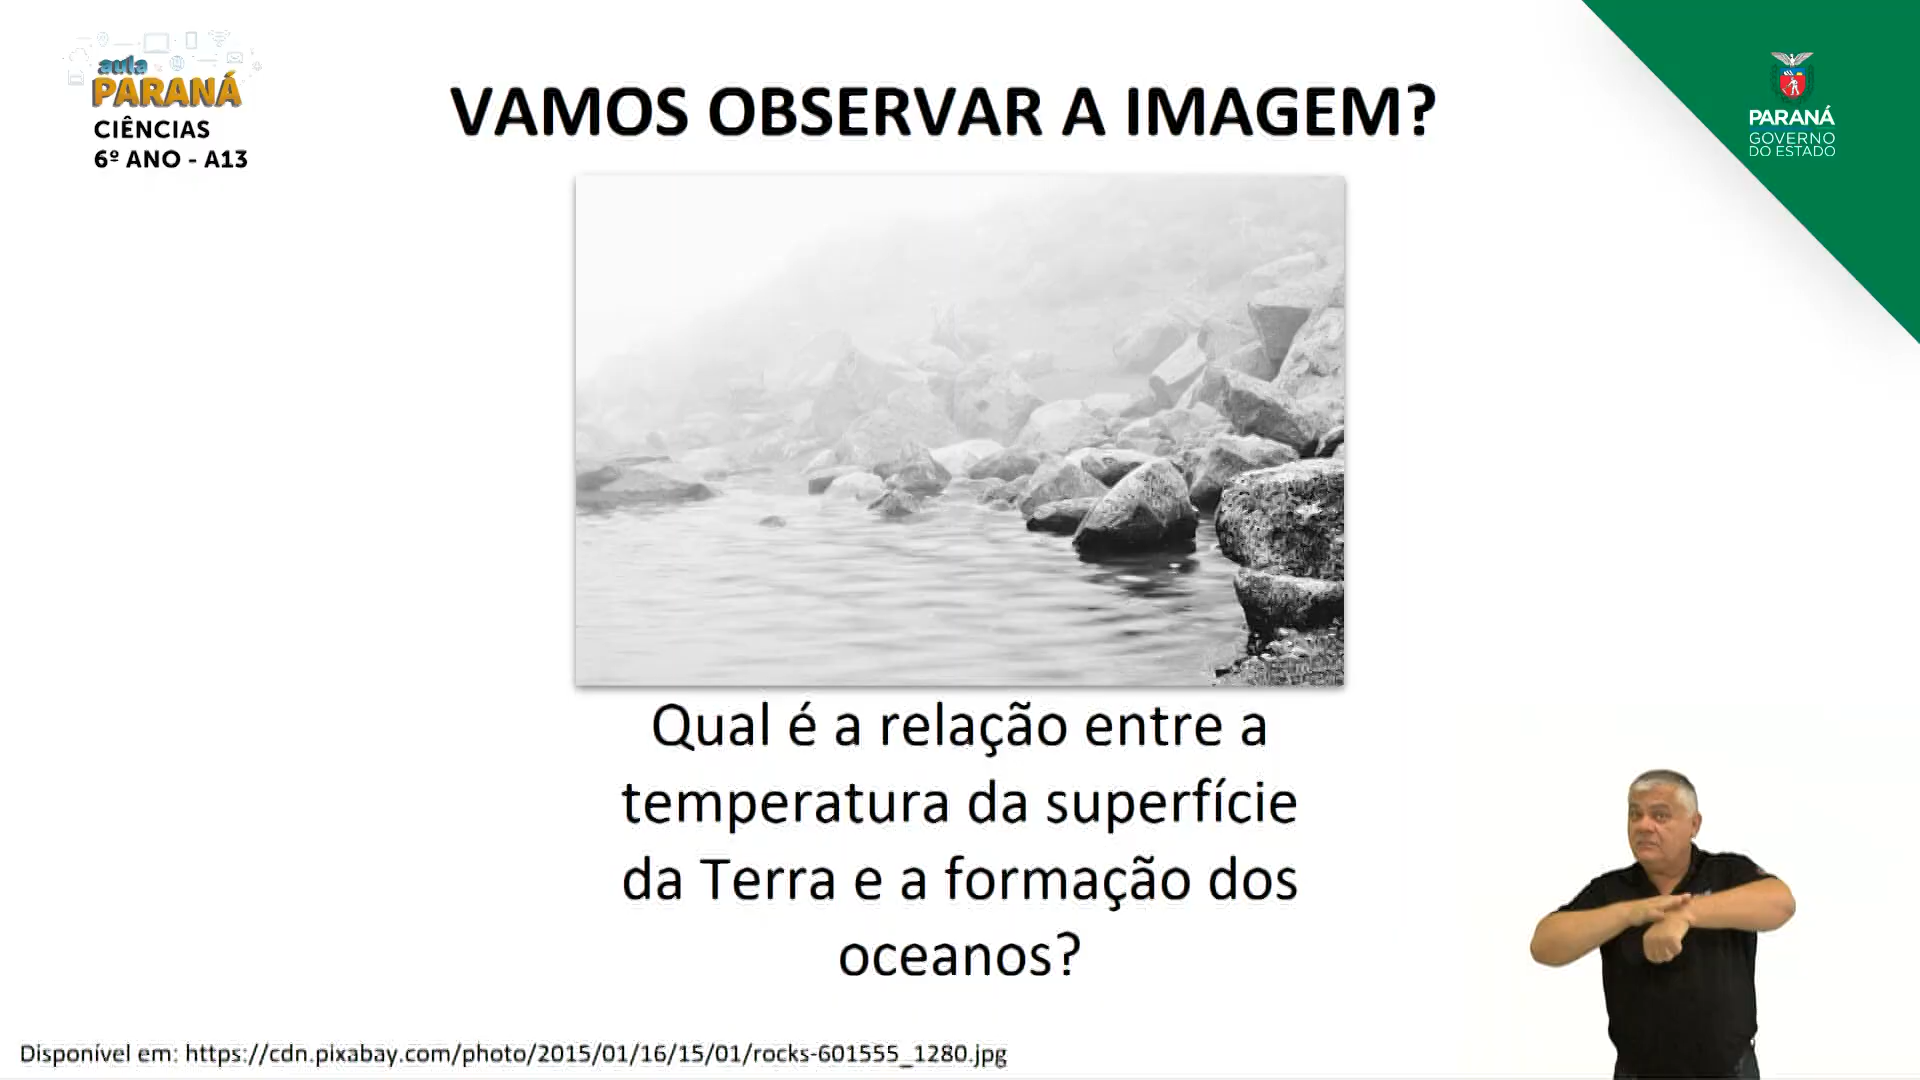 aula
PARANÁ
CIÊNCIAS
6º ANO - A13
VAMOS OBSERVAR A IMAGEM?
PARANÁ
GOVERNO
DO ESTADO
Qual é a relação entre a
temperatura da superfície
da Terra e a formação dos
oceanos?
Disponível em: https://cdn.pixabay.com/photo/2015/01/16/15/01/rocks-601555_1280.jpg